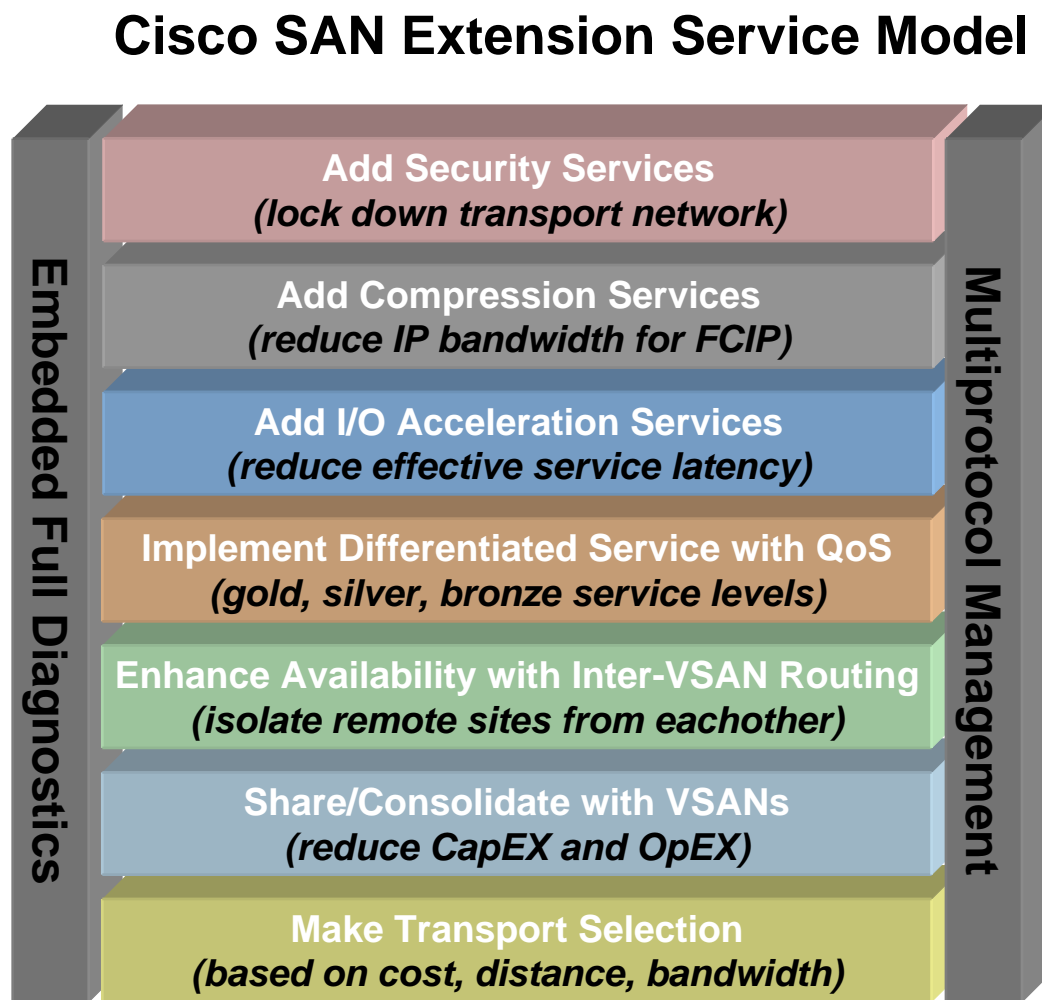 Cisco SAN Extension Service Model
Embedded Full Diagnostics
Add Security Services
(lock down transport network)
Add Compression Services
(reduce IP bandwidth for FCIP)
Add I/O Acceleration Services
(reduce effective service latency)
Implement Differentiated Service with QoS
(gold, silver, bronze service levels)
Enhance Availability with Inter-VSAN Routing
(isolate remote sites from eachother)
Share/Consolidate with VSANs
(reduce CapEX and OpEX)
Make Transport Selection
(based on cost, distance, bandwidth)
Multiprotocol Management